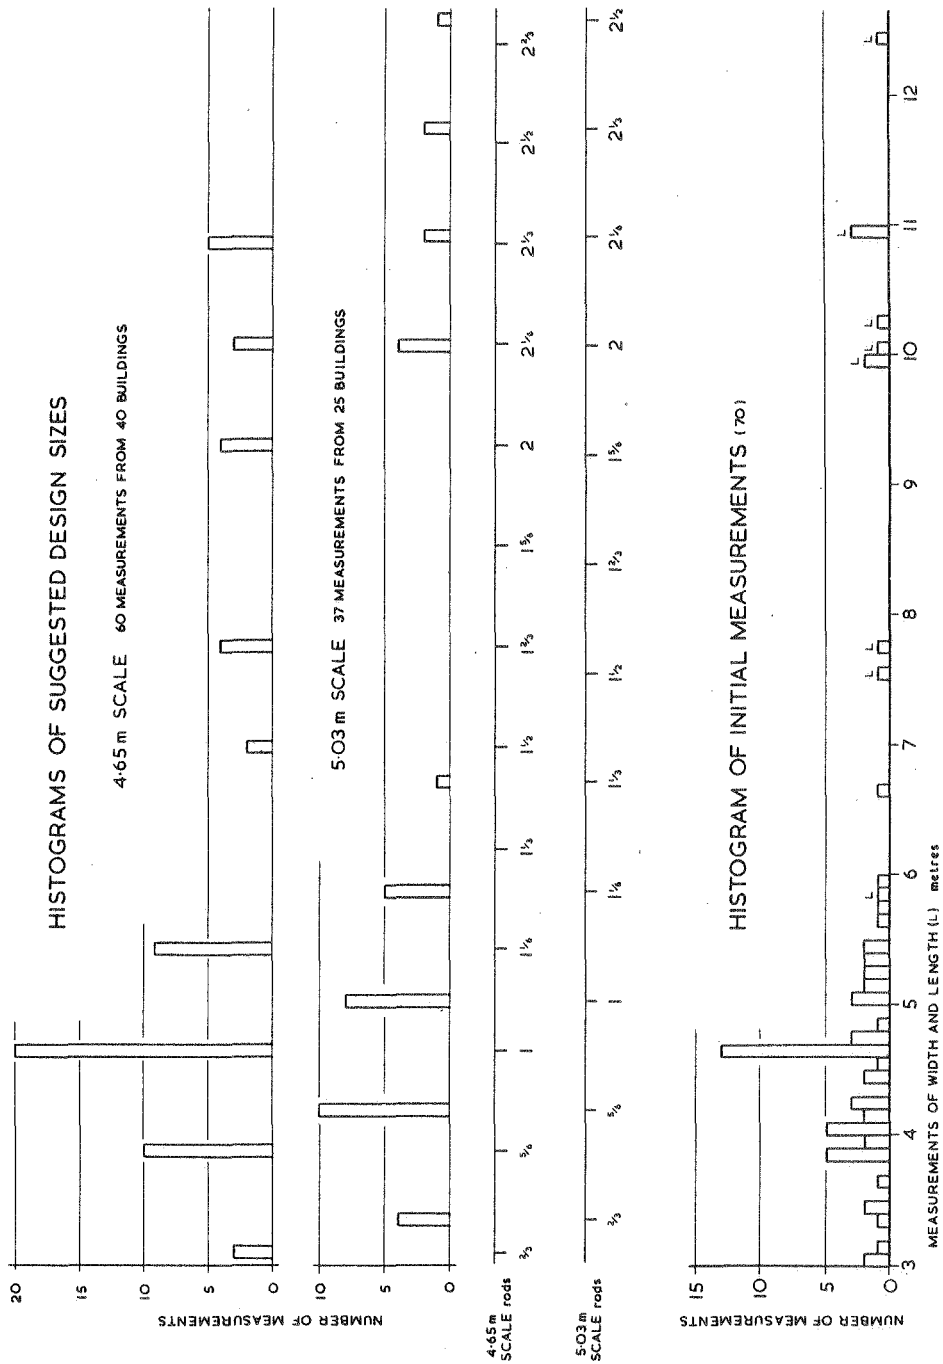 HISTOGRAMS OF SUGGESTED DESIGN SIZES
4·65 m SCALE 60 MEASUREMENTS FROM 40 BUILDINGS
20
15
10
5
0
NUMBER OF MEASUREMENTS
5·03 m SCALE 37 MEASUREMENTS FROM 25 BUILDINGS
10
5
0
NUMBER OF MEASUREMENTS
4·65 m SCALE rods
2/3 5/6 1 1 1/6 1 1/3 1 1/2 1 2/3 1 5/6 2 2 1/6 2 1/3 2 1/2 2 2/3
5·03 m SCALE rods
2/3 5/6 1 1 1/6 1 1/3 1 1/2 1 2/3 1 5/6 2 2 1/6 2 1/3 2 1/2
HISTOGRAM OF INITIAL MEASUREMENTS (70)
15
10
5
0
NUMBER OF MEASUREMENTS
L L L L L L L L
3 4 5 6 7 8 9 10 11 12
MEASUREMENTS OF WIDTH AND LENGTH (L) metres